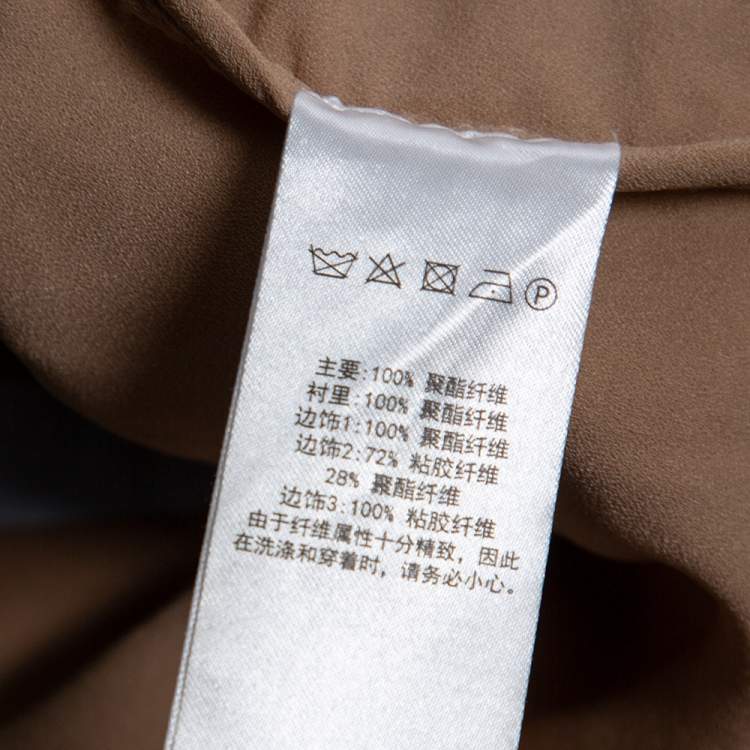 P
主要:100% 聚酯纤维
衬里:100% 聚酯纤维
边饰1:100% 聚酯纤维
边饰2:72% 粘胶纤维
28% 聚酯纤维
边饰3:100% 粘胶纤维
由于纤维属性十分精致，因此
在洗涤和穿着时，请务必小心。